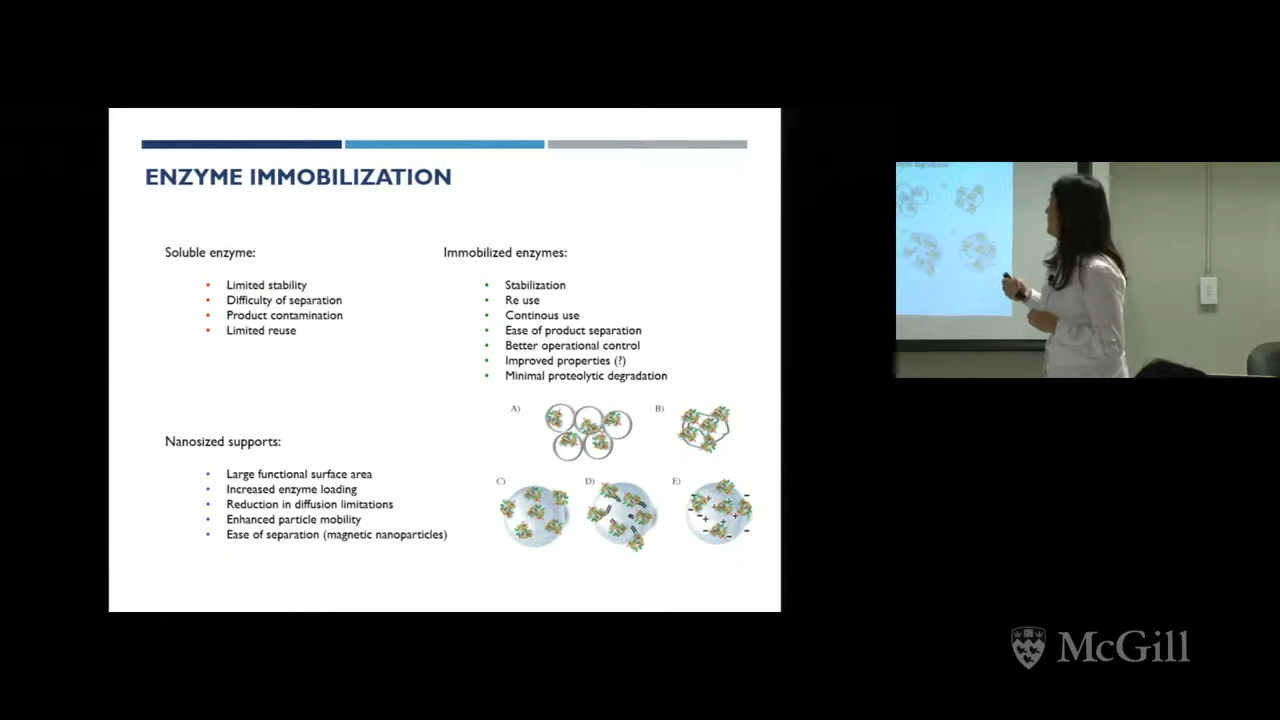 ENZYME IMMOBILIZATION
Soluble enzyme:
• Limited stability
• Difficulty of separation
• Product contamination
• Limited reuse
Immobilized enzymes:
• Stabilization
• Re use
• Continous use
• Ease of product separation
• Better operational control
• Improved properties (?)
• Minimal proteolytic degradation
A)
B)
C)
D)
E)
Nanosized supports:
• Large functional surface area
• Increased enzyme loading
• Reduction in diffusion limitations
• Enhanced particle mobility
• Ease of separation (magnetic nanoparticles)
McGill